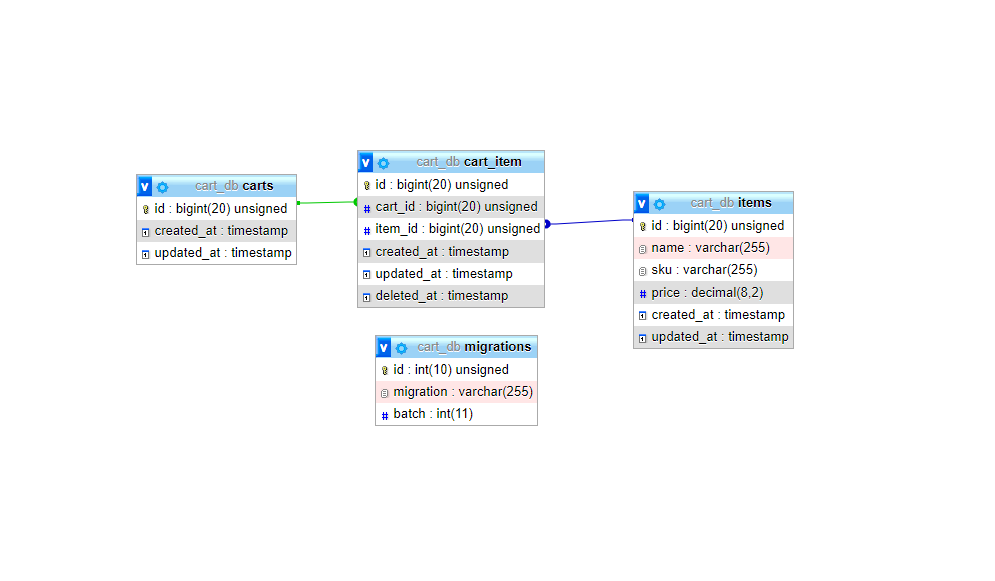 cart_db carts
id : bigint(20) unsigned
created_at : timestamp
updated_at : timestamp
v cart_db cart_item
id : bigint(20) unsigned
# cart_id : bigint(20) unsigned
# item_id : bigint(20) unsigned
created_at : timestamp
updated_at : timestamp
deleted_at : timestamp
v cart_db items
id : bigint(20) unsigned
name : varchar(255)
sku : varchar(255)
# price : decimal(8,2)
created_at : timestamp
updated_at : timestamp
v cart_db migrations
id : int(10) unsigned
migration : varchar(255)
# batch : int(11)